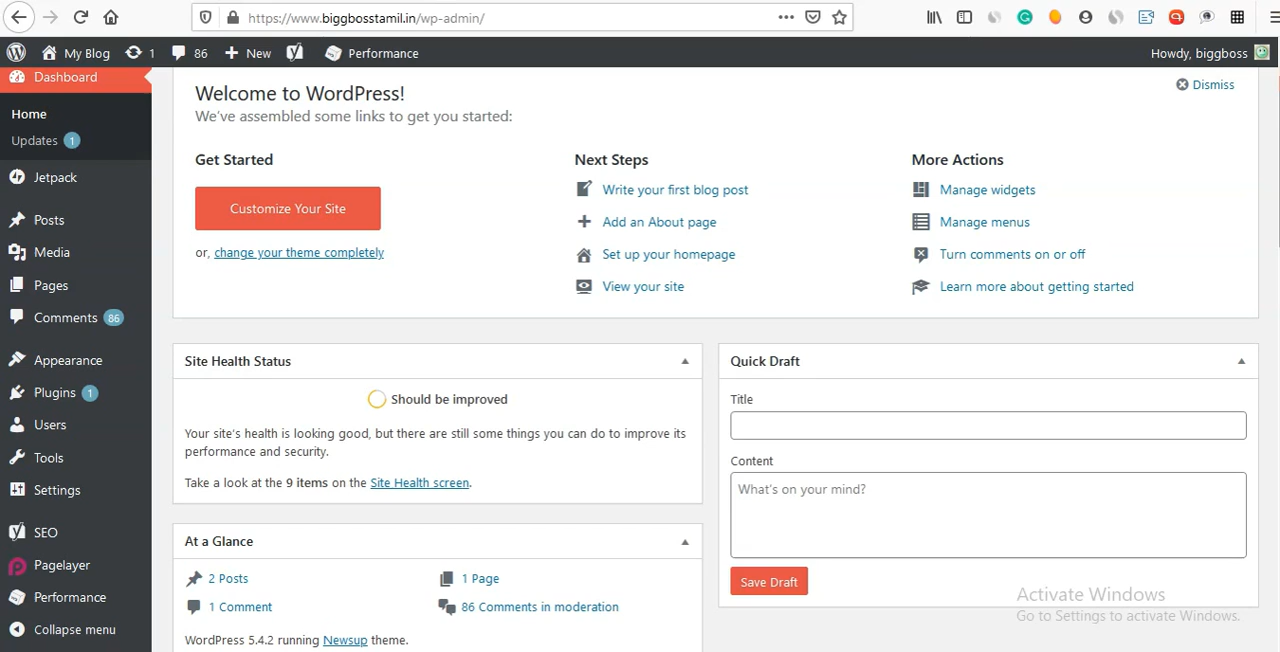 https://www.biggbosstamil.in/wp-admin/
My Blog 1 86 New Performance Howdy, biggboss
Dashboard
Home
Updates 1
Jetpack
Posts
Media
Pages
Comments 86
Appearance
Plugins 1
Users
Tools
Settings
SEO
Pagelayer
Performance
Collapse menu
Welcome to WordPress!
Dismiss
We've assembled some links to get you started:
Get Started
Customize Your Site
or, change your theme completely
Next Steps
Write your first blog post
Add an About page
Set up your homepage
View your site
More Actions
Manage widgets
Manage menus
Turn comments on or off
Learn more about getting started
Site Health Status
Should be improved
Your site's health is looking good, but there are still some things you can do to improve its
performance and security.
Take a look at the 9 items on the Site Health screen.
At a Glance
2 Posts
1 Page
1 Comment
86 Comments in moderation
WordPress 5.4.2 running Newsup theme.
Quick Draft
Title
Content
What's on your mind?
Save Draft
Activate Windows
Go to Settings to activate Windows.